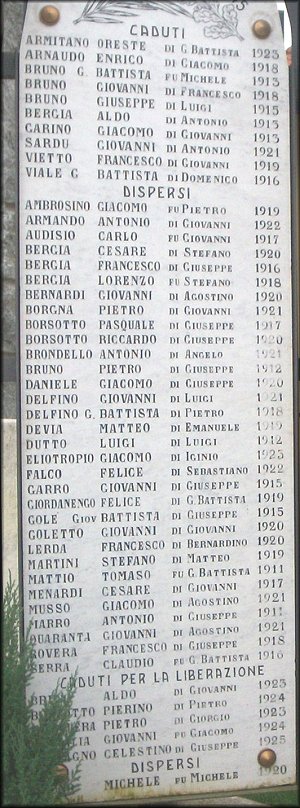 CADUTI
ARMITANO ORESTE DI G. BATTISTA 1923
ARNAUDO ENRICO DI GIACOMO 1918
BRUNO G. BATTISTA FU MICHELE 1913
BRUNO GIOVANNI DI FRANCESCO 1918
BRUNO GIUSEPPE DI LUIGI 1915
BERGIA ALDO DI ANTONIO 1913
GARINO GIACOMO DI GIOVANNI 1913
SARDU GIOVANNI DI ANTONIO 1921
VIETTO FRANCESCO DI GIOVANNI 1919
VIALE G BATTISTA DI DOMENICO 1916
DISPERSI
AMBROSINO GIACOMO FU PIETRO 1919
ARMANDO ANTONIO DI GIOVANNI 1922
AUDISIO CARLO FU GIOVANNI 1917
BERGIA CESARE DI STEFANO 1920
BERGIA FRANCESCO DI GIUSEPPE 1916
BERGIA LORENZO FU STEFANO 1918
BERNARDI GIOVANNI DI AGOSTINO 1920
BORGNA PIETRO DI GIOVANNI 1921
BORSOTTO PASQUALE DI GIUSEPPE 1917
BORSOTTO RICCARDO DI GIUSEPPE 1920
BRONDELLO ANTONIO DI ANGELO 1921
BRUNO PIETRO DI GIUSEPPE 1912
DANIELE GIACOMO DI GIUSEPPE 1920
DELFINO GIOVANNI DI LUIGI 1921
DELFINO G. BATTISTA DI PIETRO 1918
DEVIA MATTEO DI EMANUELE 1919
DUTTO LUIGI DI LUIGI 1912
ELIOTROPIO GIACOMO DI IGINIO 1923
FALCO FELICE DI SEBASTIANO 1922
GARRO GIOVANNI DI GIUSEPPE 1915
GIORDANENGO FELICE DI G. BATTISTA 1919
GOLE GIOV BATTISTA DI GIUSEPPE 1915
GOLETTO GIOVANNI DI GIOVANNI 1920
LERDA FRANCESCO DI BERNARDINO 1920
MARTINI STEFANO DI MATTEO 1919
MATTIO TOMASO FU G. BATTISTA 1911
MENARDI CESARE DI GIOVANNI 1917
MUSSO GIACOMO DI AGOSTINO 1921
MARRO ANTONIO DI GIUSEPPE 1911
QUARANTA GIOVANNI DI AGOSTINO 1921
ROVERA FRANCESCO DI GIUSEPPE 1918
SERRA CLAUDIO FU G. BATTISTA 1916
CADUTI PER LA LIBERAZIONE
ALDO DI GIOVANNI 1923
PIERINO DI PIETRO 1924
PIETRO DI GIORGIO 1923
GIOVANNI FU GIACOMO 1924
CELESTINO DI GIUSEPPE 1925
DISPERSI
MICHELE FU MICHELE 1920